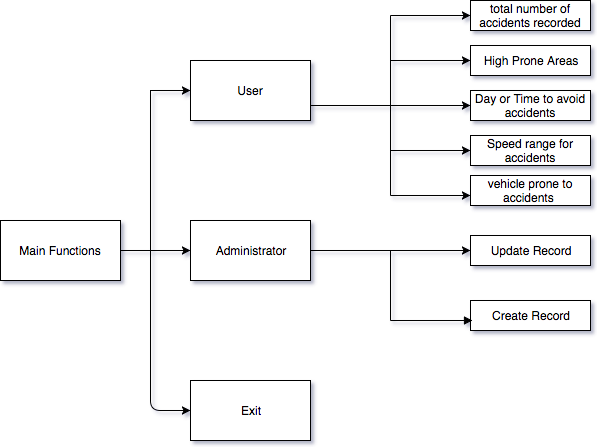 total number of
accidents recorded
High Prone Areas
User
Day or Time to avoid
accidents
Speed range for
accidents
vehicle prone to
accidents
Main Functions
Administrator
Update Record
Create Record
Exit